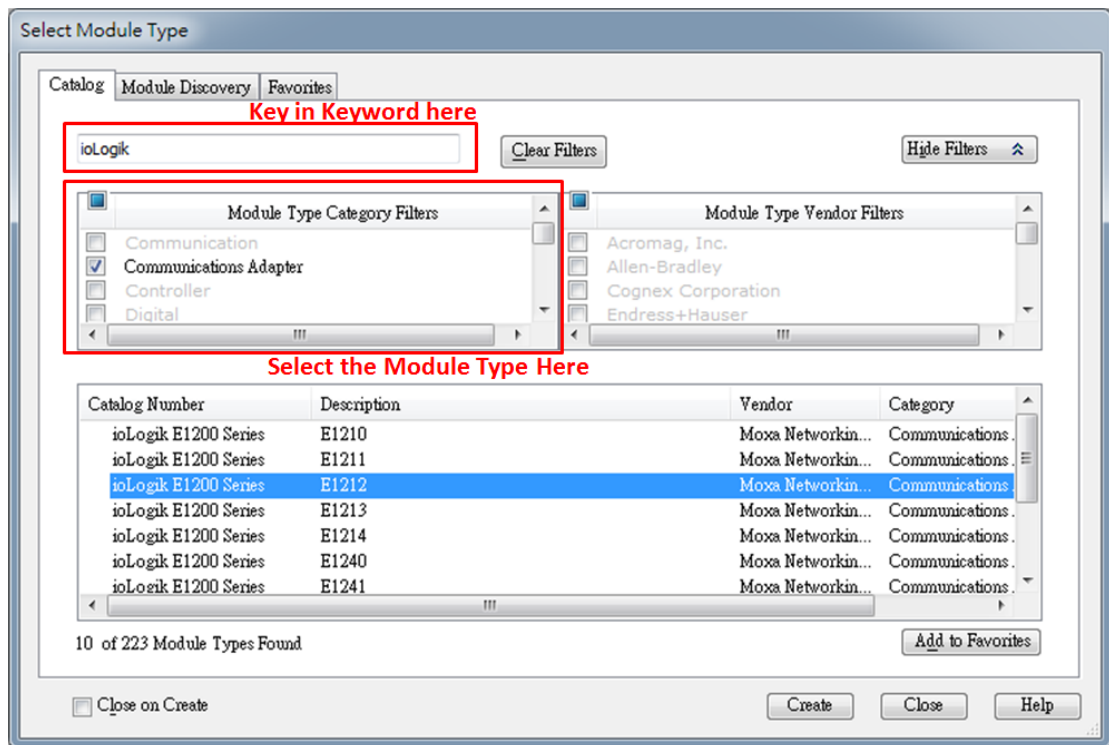 Select Module Type
Catalog Module Discovery Favorites
Key in Keyword here
ioLogik Clear Filters Hide Filters
Module Type Category Filters Module Type Vendor Filters
Communication Acromag, Inc.
Communications Adapter Allen-Bradley
Controller Cognex Corporation
Digital Endress+Hauser
Select the Module Type Here
Catalog Number Description Vendor Category
ioLogik E1200 Series E1210 Moxa Networkin... Communications.
ioLogik E1200 Series E1211 Moxa Networkin... Communications.
ioLogik E1200 Series E1212 Moxa Networkin... Communications.
ioLogik E1200 Series E1213 Moxa Networkin... Communications.
ioLogik E1200 Series E1214 Moxa Networkin... Communications.
ioLogik E1200 Series E1240 Moxa Networkin... Communications.
ioLogik E1200 Series E1241 Moxa Networkin... Communications.
10 of 223 Module Types Found Add to Favorites
Close on Create Create Close Help